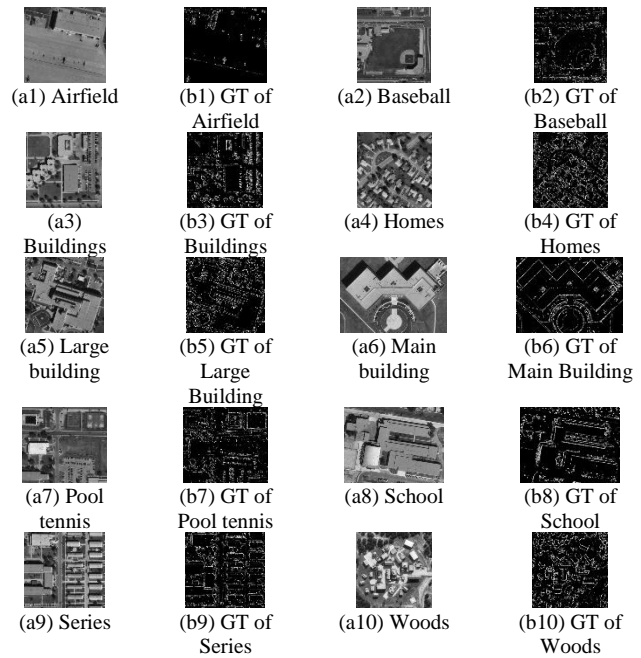 (a1) Airfield (b1) GT of Airfield (a2) Baseball (b2) GT of Baseball
(a3) Buildings (b3) GT of Buildings (a4) Homes (b4) GT of Homes
(a5) Large building (b5) GT of Large Building (a6) Main building (b6) GT of Main Building
(a7) Pool tennis (b7) GT of Pool tennis (a8) School (b8) GT of School
(a9) Series (b9) GT of Series (a10) Woods (b10) GT of Woods